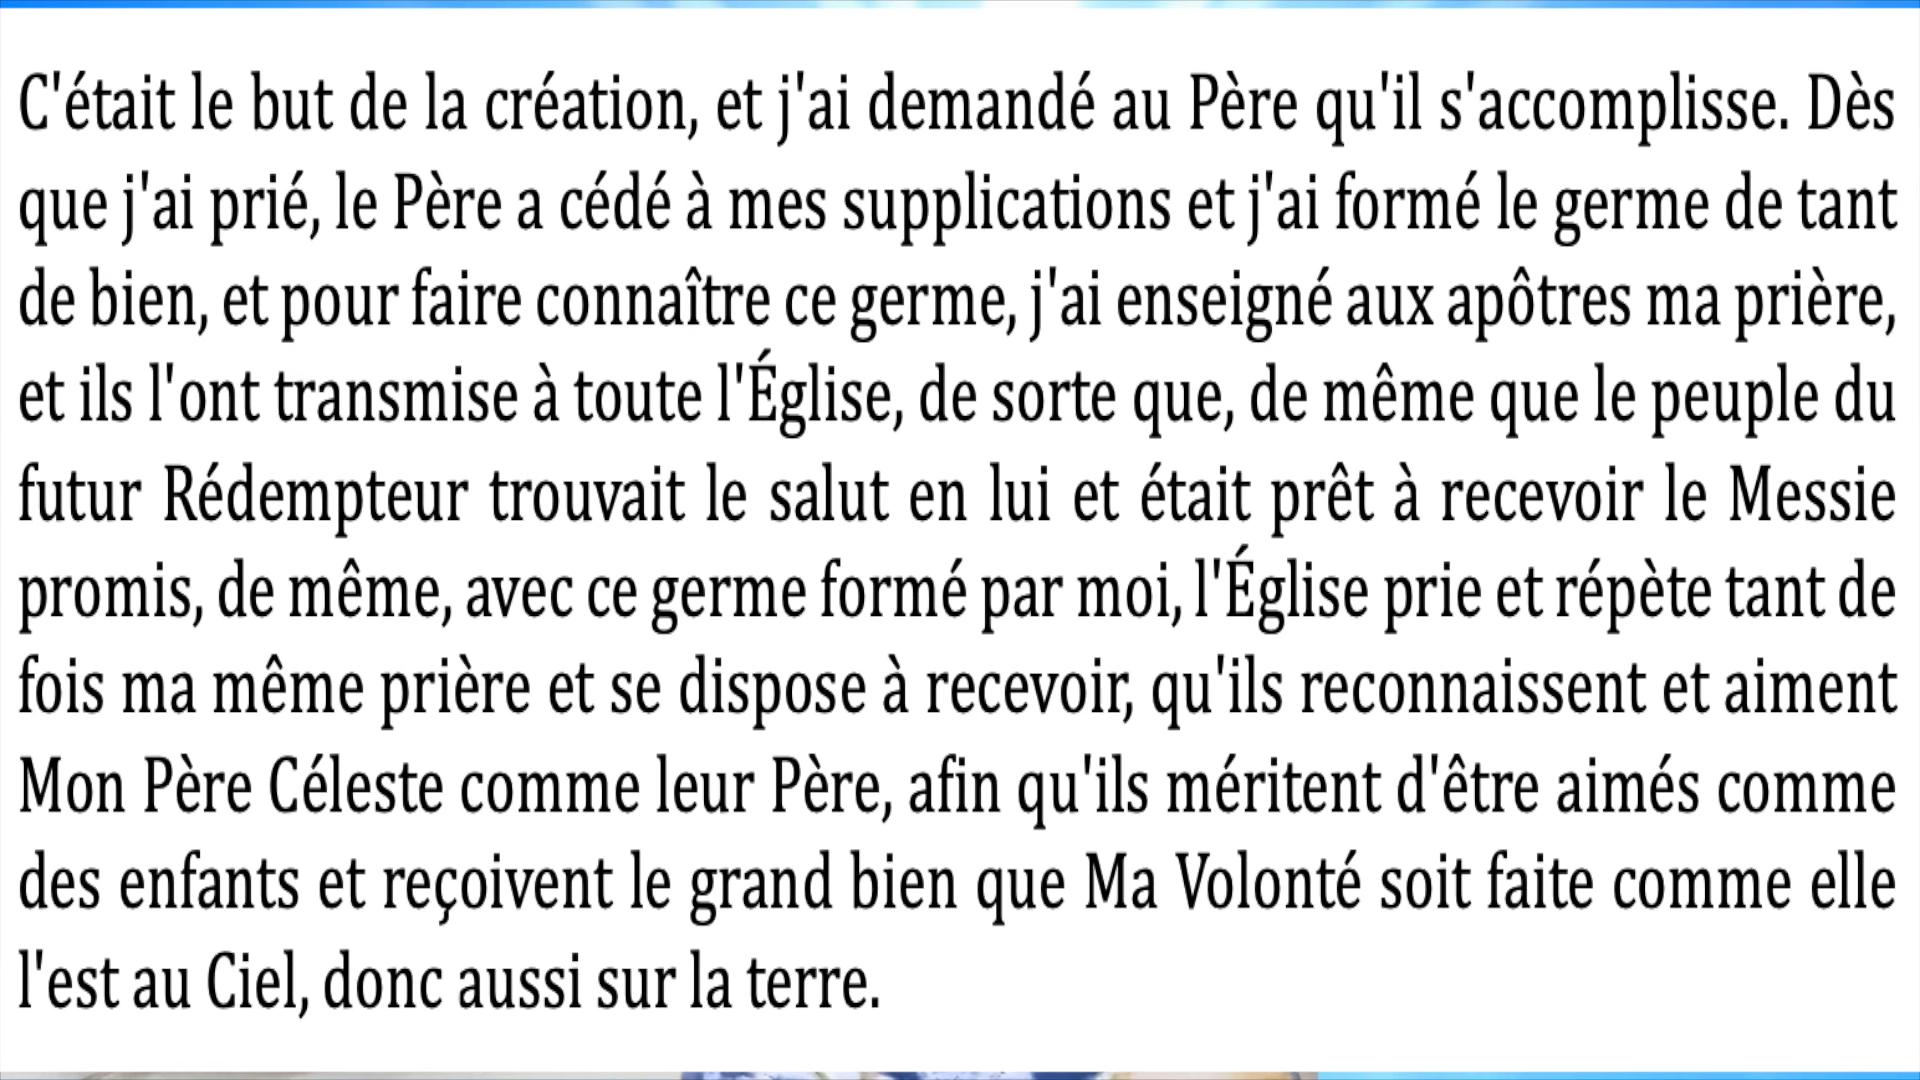 C'était le but de la création, et j'ai demandé au Père qu'il s'accomplisse. Dès
que j'ai prié, le Père a cédé à mes supplications et j'ai formé le germe de tant
de bien, et pour faire connaître ce germe, j'ai enseigné aux apôtres ma prière,
et ils l'ont transmise à toute l'Église, de sorte que, de même que le peuple du
futur Rédempteur trouvait le salut en lui et était prêt à recevoir le Messie
promis, de même, avec ce germe formé par moi, l'Église prie et répète tant de
fois ma même prière et se dispose à recevoir, qu'ils reconnaissent et aiment
Mon Père Céleste comme leur Père, afin qu'ils méritent d'être aimés comme
des enfants et reçoivent le grand bien que Ma Volonté soit faite comme elle
l'est au Ciel, donc aussi sur la terre.